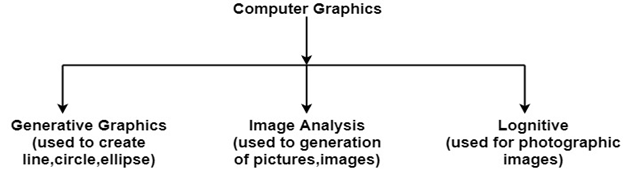 Computer Graphics
Generative Graphics
(used to create
line,circle,ellipse)
Image Analysis
(used to generation
of pictures,images)
Lognitive
(used for photographic
images)